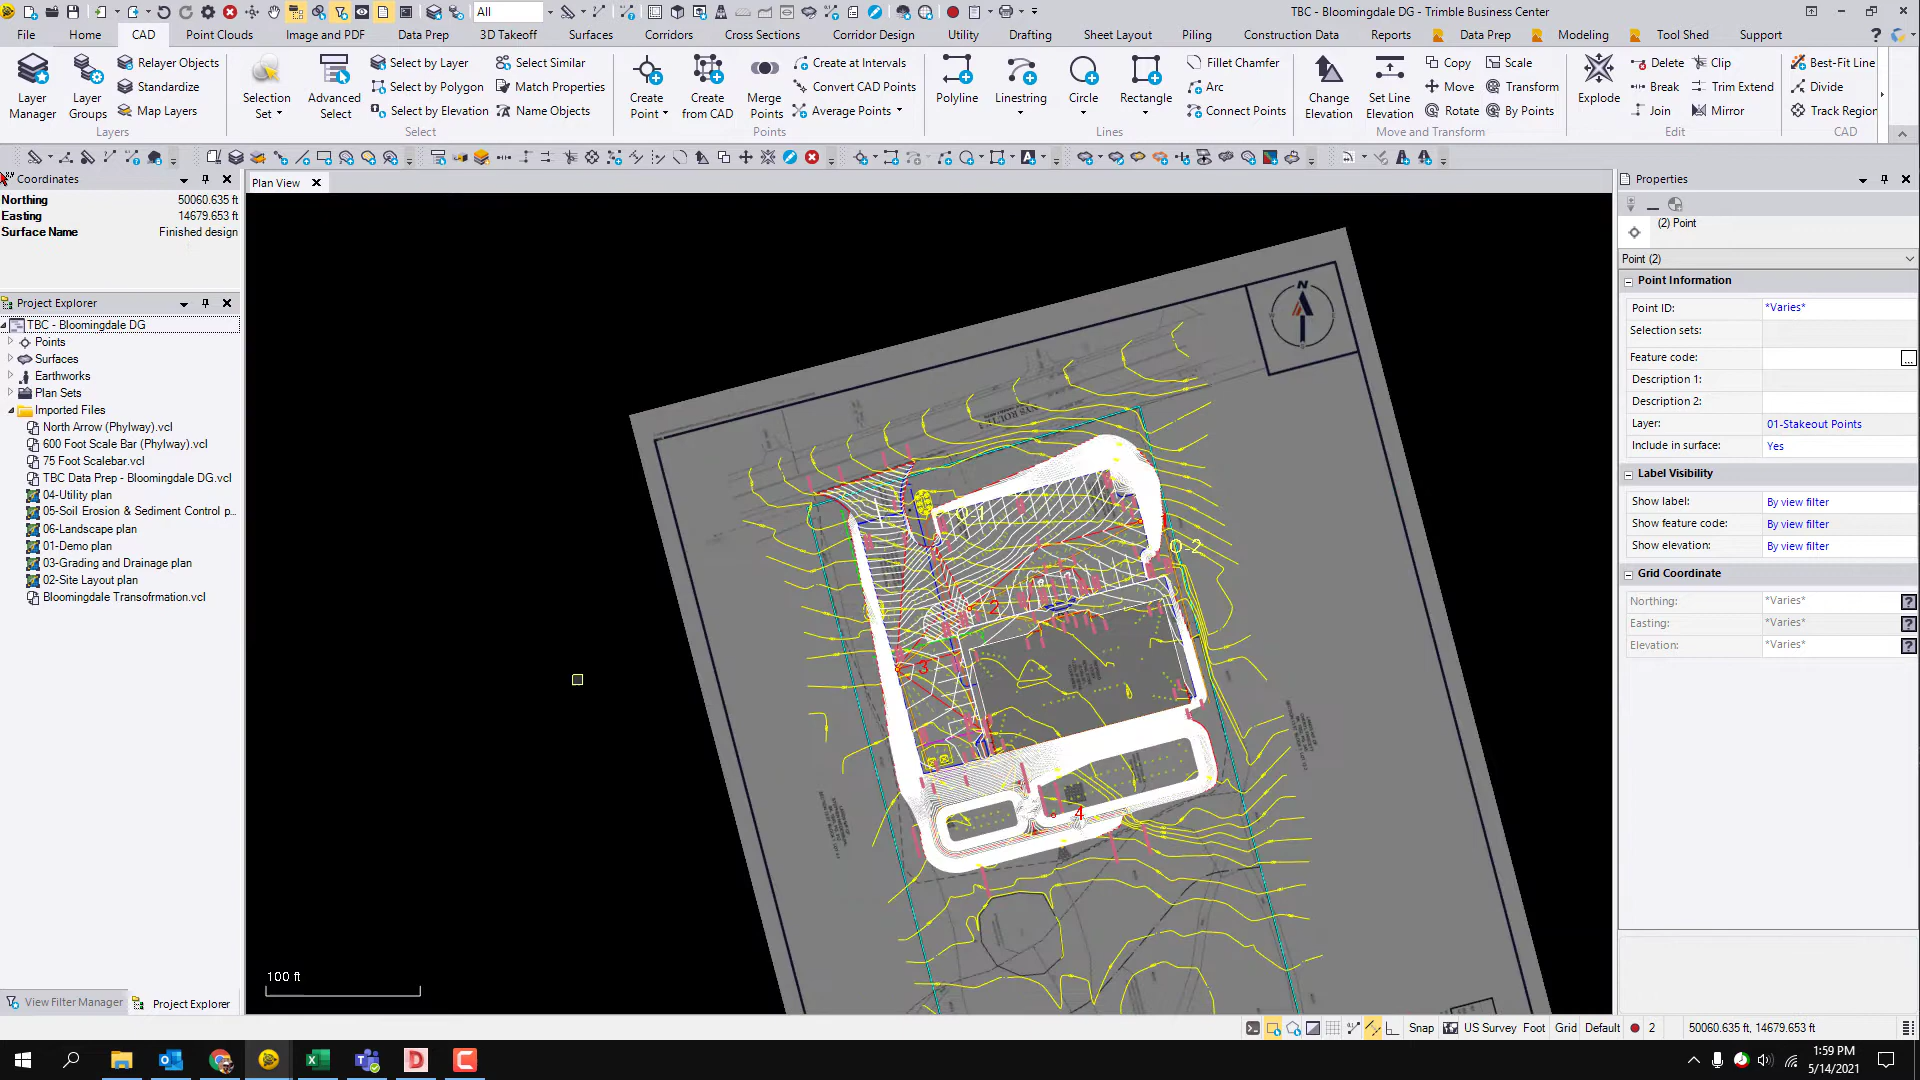 All
TBC - Bloomingdale DG - Trimble Business Center
File Home CAD Point Clouds Image and PDF Data Prep 3D Takeoff Surfaces Corridors Cross Sections Corridor Design Utility Drafting Sheet Layout Piling Construction Data Reports Data Prep Modeling Tool Shed Support
Layer Manager
Layer Groups
Relayer Objects
Standardize
Map Layers
Layers
Selection Set
Advanced Select
Select by Layer
Select by Polygon
Select by Elevation
Select Similar
Match Properties
Name Objects
Select
Create Point
Create from CAD
Merge Points
Create at Intervals
Convert CAD Points
Average Points
Points
Polyline
Linestring
Circle
Rectangle
Fillet Chamfer
Arc
Connect Points
Lines
Change Elevation
Set Line Elevation
Copy
Move
Rotate
Scale
Transform
By Points
Move and Transform
Explode
Delete
Break
Join
Clip
Trim Extend
Mirror
Edit
Best-Fit Line
Divide
Track Region
CAD
Coordinates
Northing 50060.635 ft
Easting 14679.653 ft
Surface Name Finished design
Project Explorer
TBC - Bloomingdale DG
Points
Surfaces
Earthworks
Plan Sets
Imported Files
North Arrow (Phylway).vcl
600 Foot Scale Bar (Phylway).vcl
75 Foot Scalebar.vcl
TBC Data Prep - Bloomingdale DG.vcl
04-Utility plan
05-Soil Erosion & Sediment Control p...
06-Landscape plan
01-Demo plan
03-Grading and Drainage plan
02-Site Layout plan
Bloomingdale Transofrmation.vcl
View Filter Manager
Project Explorer
Plan View
N
0-1
0-2
2
3
4
100 ft
Properties
(2) Point
Point (2)
Point Information
Point ID: *Varies*
Selection sets:
Feature code:
...
Description 1:
Description 2:
Layer: 01-Stakeout Points
Include in surface: Yes
Label Visibility
Show label: By view filter
Show feature code: By view filter
Show elevation: By view filter
Grid Coordinate
Northing: *Varies* ?
Easting: *Varies* ?
Elevation: *Varies* ?
Snap US Survey Foot Grid Default 2 50060.635 ft, 14679.653 ft
1:59 PM
5/14/2021